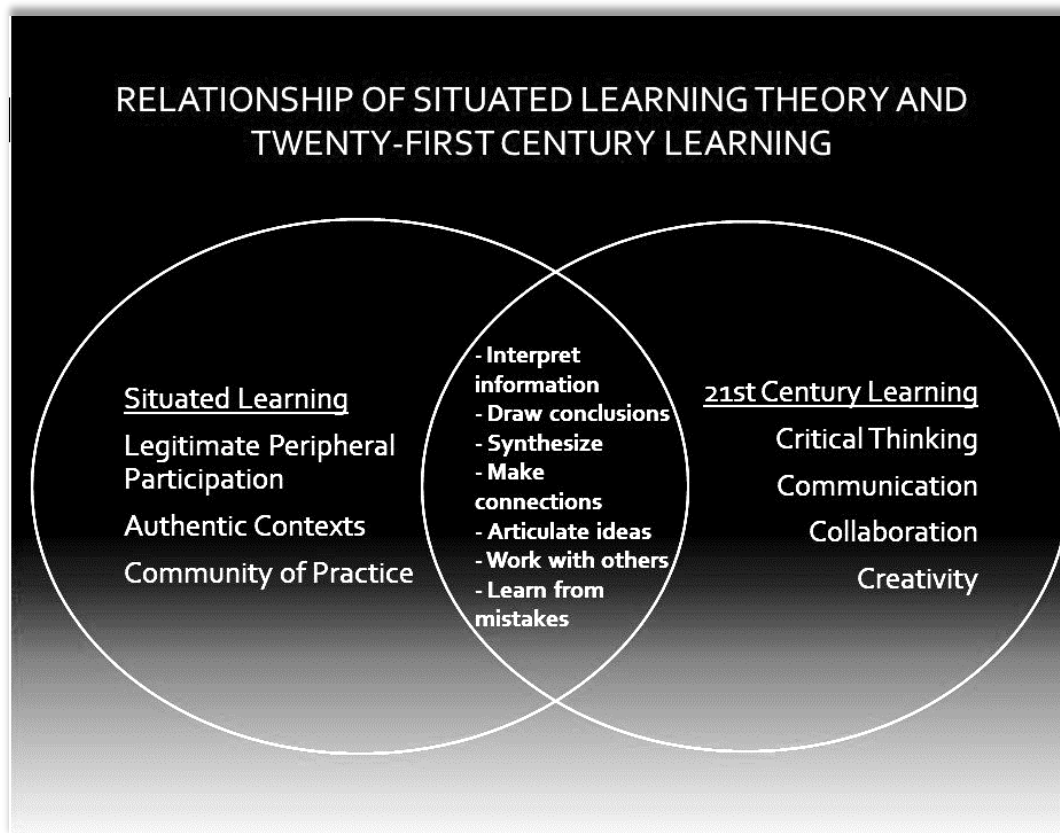 RELATIONSHIP OF SITUATED LEARNING THEORY AND
TWENTY-FIRST CENTURY LEARNING
Situated Learning
Legitimate Peripheral
Participation
Authentic Contexts
Community of Practice
- Interpret
information
- Draw conclusions
- Synthesize
- Make
connections
- Articulate ideas
- Work with others
- Learn from
mistakes
21st Century Learning
Critical Thinking
Communication
Collaboration
Creativity